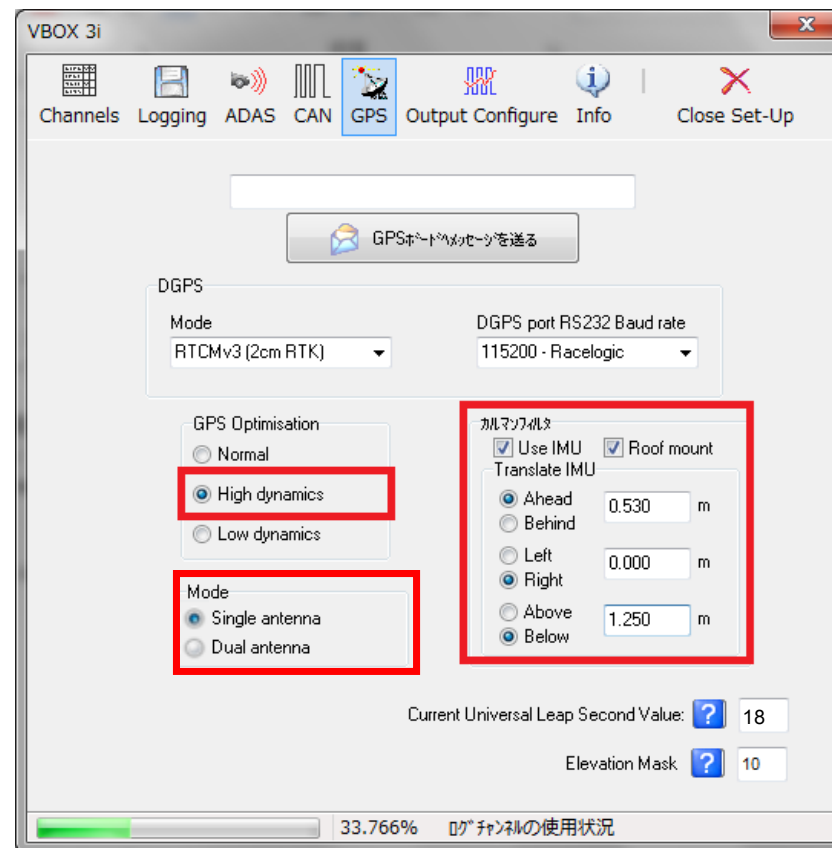 VBOX 3i
Channels Logging ADAS CAN GPS Output Configure Info Close Set-Up
GPSﾎﾞｰﾄﾞﾍﾒｯｾｰｼﾞを送る
DGPS
Mode
RTCMv3 (2cm RTK)
DGPS port RS232 Baud rate
115200 - Racelogic
GPS Optimisation
Normal
High dynamics
Low dynamics
Mode
Single antenna
Dual antenna
ｶﾙﾏﾝﾌｨﾙﾀ
Use IMU Roof mount
Translate IMU
Ahead
Behind
0.530 m
Left
Right
0.000 m
Above
Below
1.250 m
Current Universal Leap Second Value: ? 18
Elevation Mask ? 10
33.766% ﾛｸﾞﾁｬﾝﾈﾙの使用状況